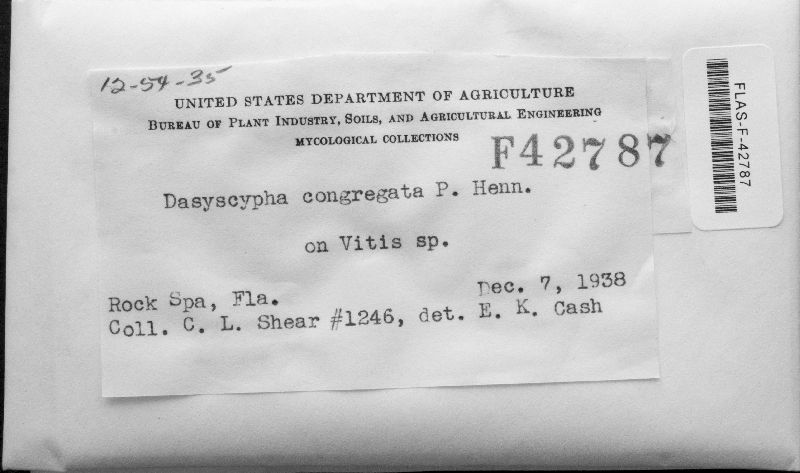 12-54-35
UNITED STATES DEPARTMENT OF AGRICULTURE
BUREAU OF PLANT INDUSTRY, SOILS, AND AGRICULTURAL ENGINEERING
MYCOLOGICAL COLLECTIONS
F42787
Dasyscypha congregata P. Henn.
on Vitis sp.
Rock Spa, Fla. Dec. 7, 1938
Coll. C. L. Shear #1246, det. E. K. Cash
FLAS-F-42787